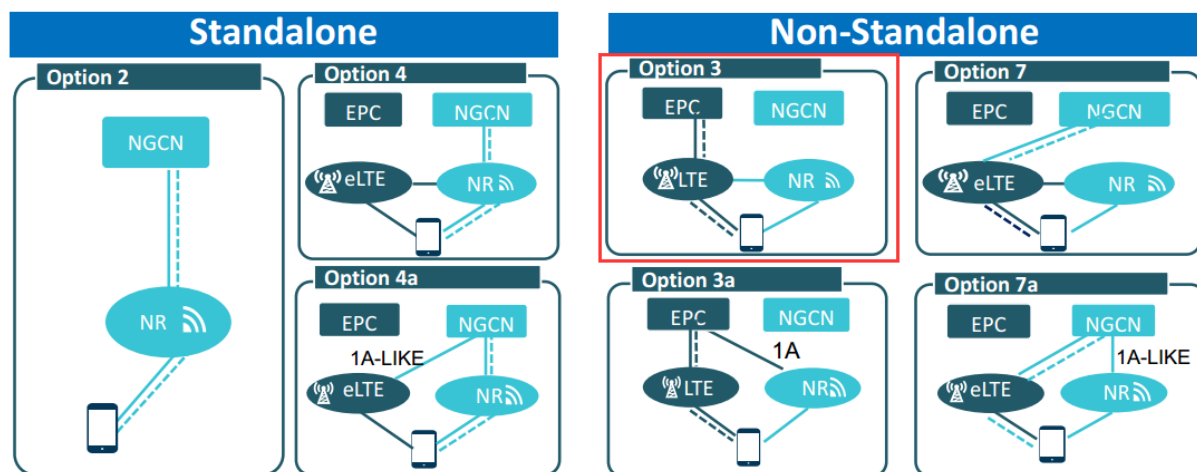 Standalone
Non-Standalone
Option 2
NGCN
NR
Option 4
EPC
NGCN
eLTE
NR
Option 4a
EPC
NGCN
1A-LIKE
eLTE
NR
Option 3
EPC
NGCN
LTE
NR
Option 3a
EPC
NGCN
1A
LTE
NR
Option 7
EPC
NGCN
eLTE
NR
Option 7a
EPC
NGCN
1A-LIKE
eLTE
NR